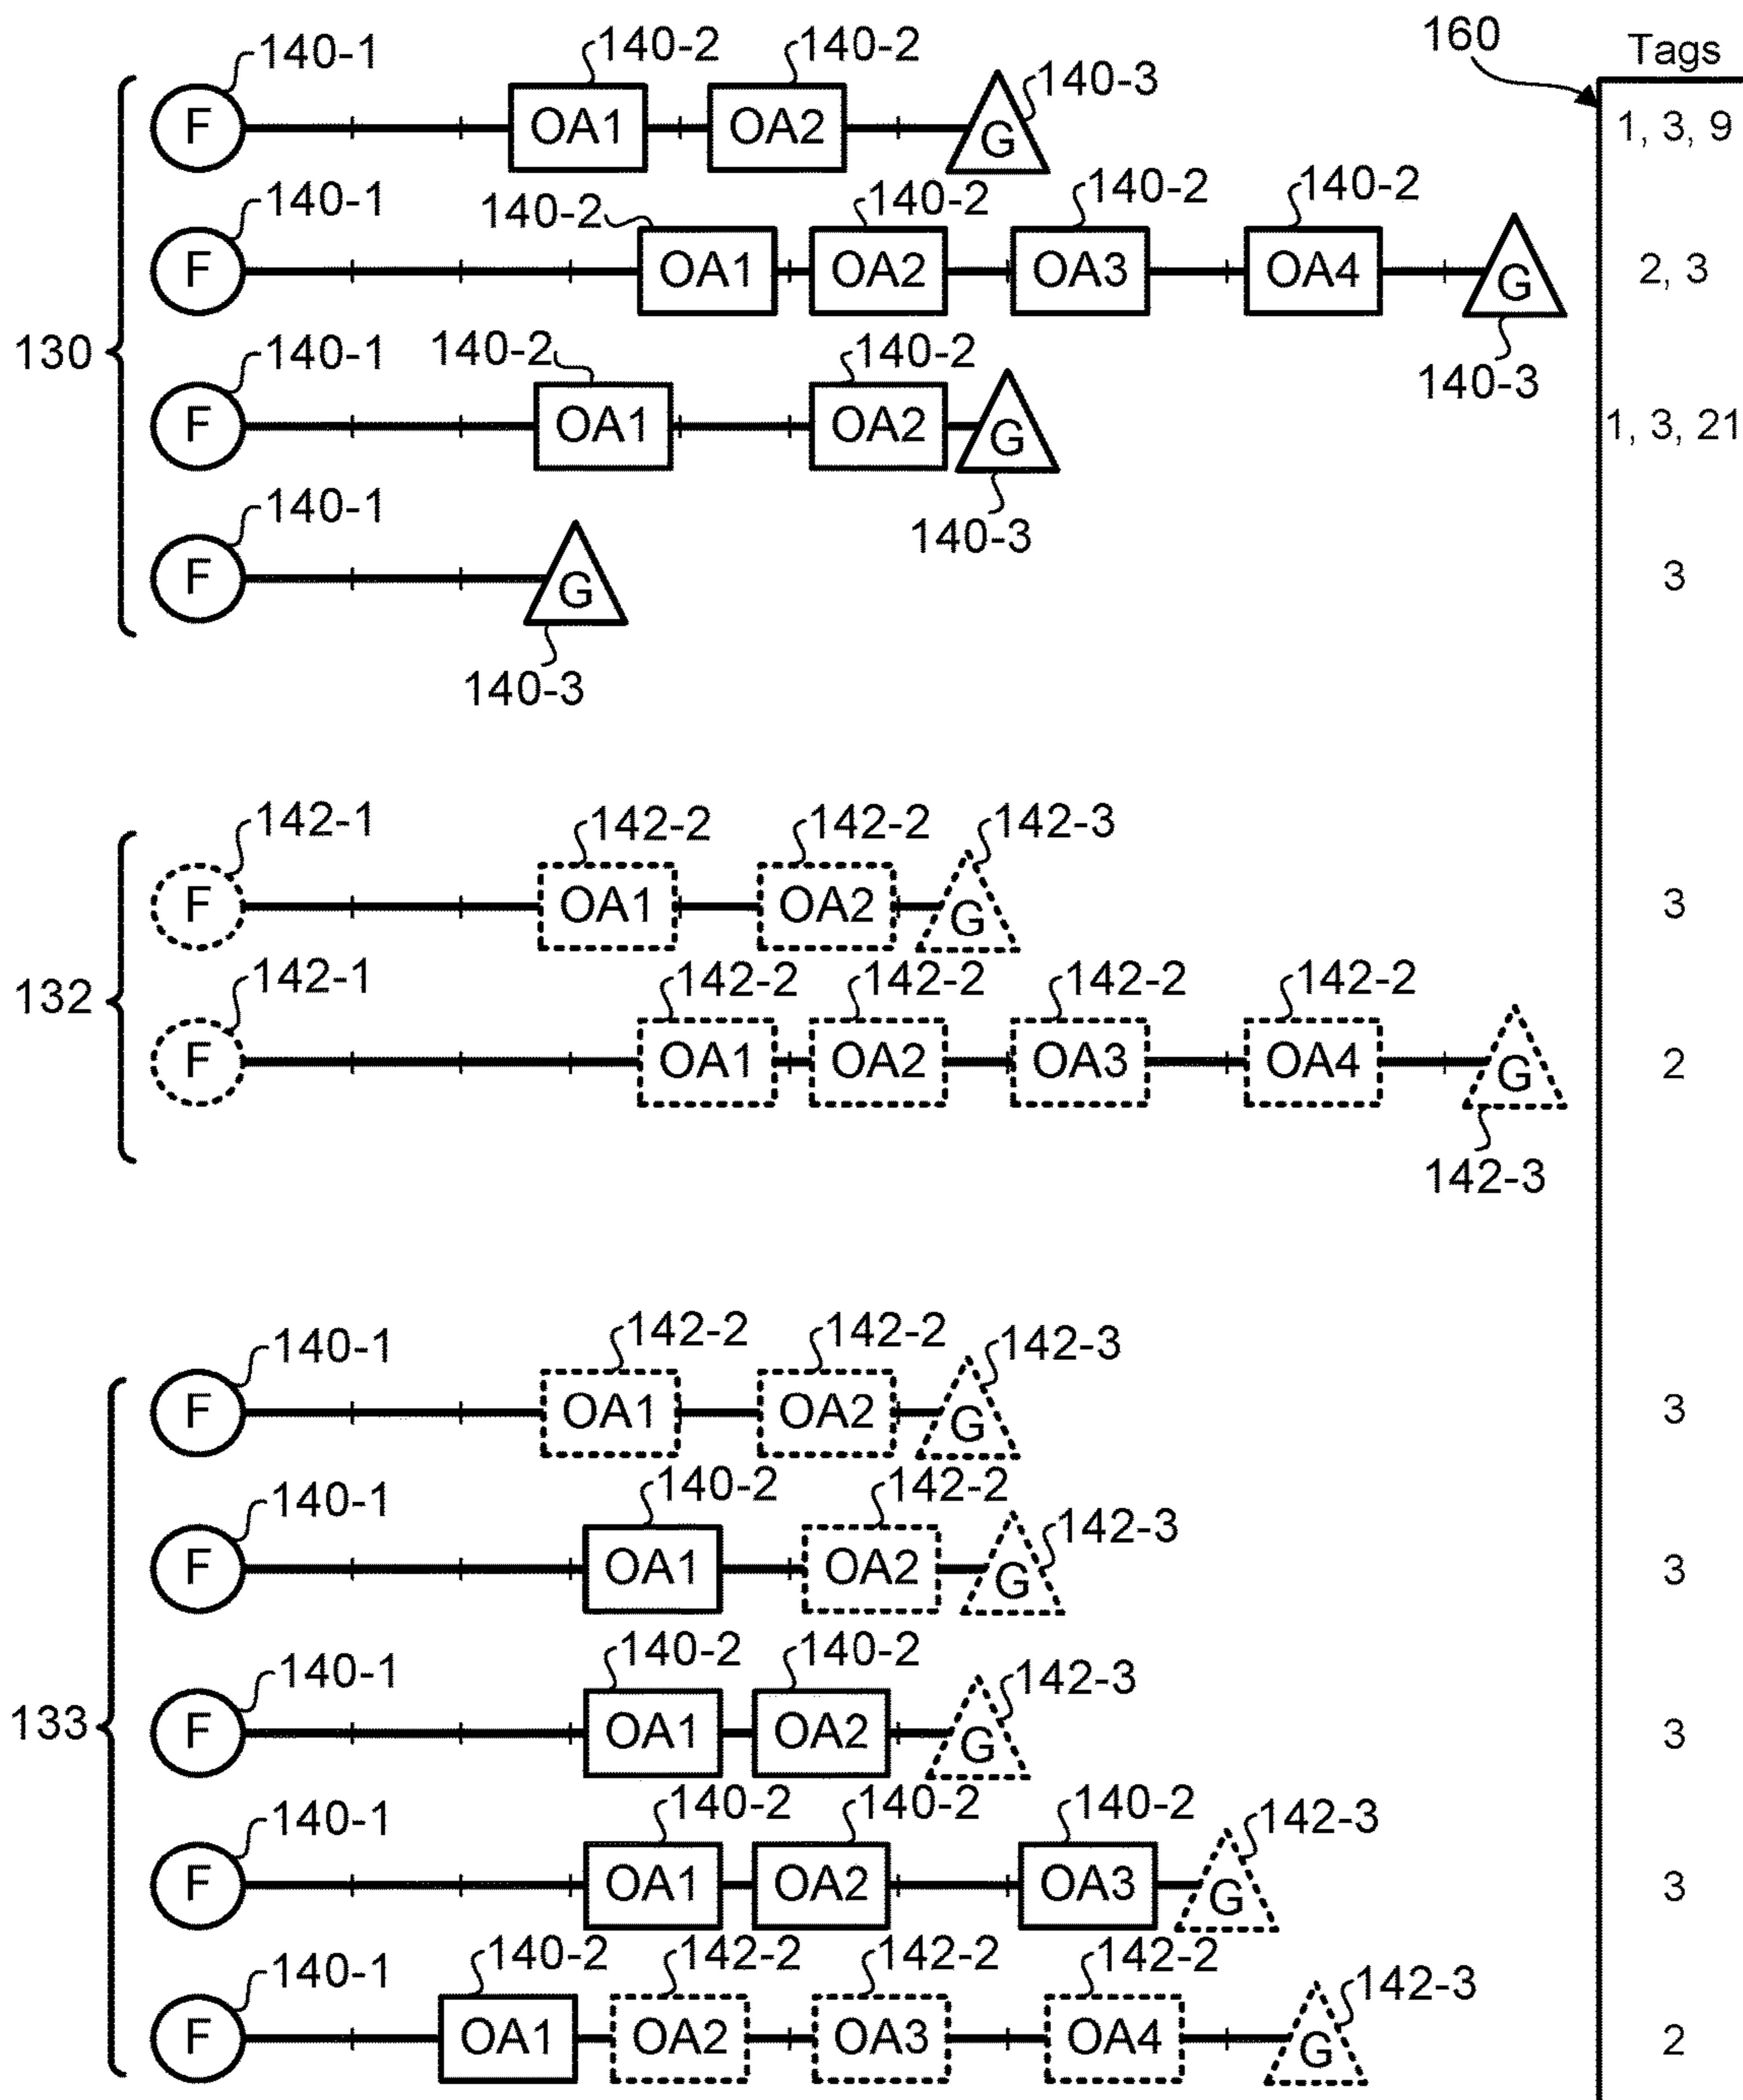 160 Tags
140-1 140-2 140-2 140-3
F OA1 OA2 G 1, 3, 9
140-1 140-2 140-2 140-2 140-2
F OA1 OA2 OA3 OA4 G 2, 3
140-3
130
140-1 140-2 140-2
F OA1 OA2 G 1, 3, 21
140-3
140-1
F G 3
140-3
142-1 142-2 142-2 142-3
F OA1 OA2 G 3
132
142-1 142-2 142-2 142-2 142-2
F OA1 OA2 OA3 OA4 G 2
142-3
140-1 142-2 142-2 142-3
F OA1 OA2 G 3
140-1 140-2 142-2 142-3
F OA1 OA2 G 3
140-1 140-2 140-2 142-3
133
F OA1 OA2 G 3
140-1 140-2 140-2 140-2 142-3
F OA1 OA2 OA3 G 3
140-1 140-2 142-2 142-2 142-2 142-3
F OA1 OA2 OA3 OA4 G 2